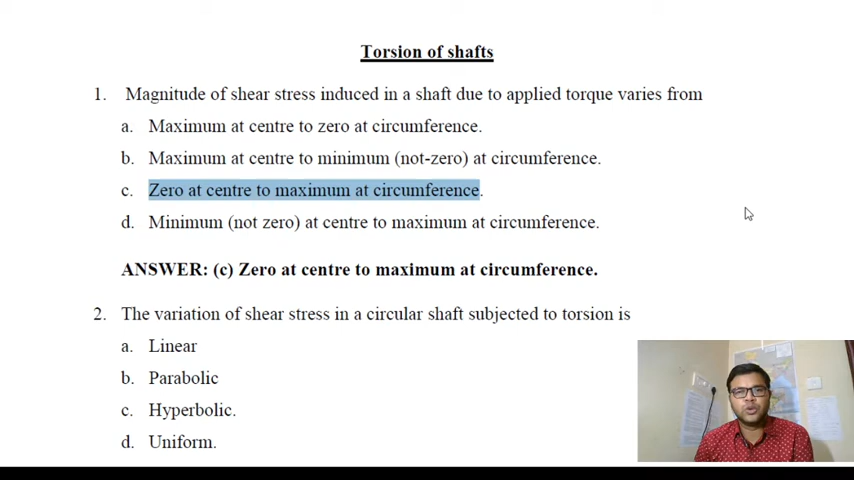 Torsion of shafts
1. Magnitude of shear stress induced in a shaft due to applied torque varies from
a. Maximum at centre to zero at circumference.
b. Maximum at centre to minimum (not-zero) at circumference.
c. Zero at centre to maximum at circumference.
d. Minimum (not zero) at centre to maximum at circumference.
ANSWER: (c) Zero at centre to maximum at circumference.
2. The variation of shear stress in a circular shaft subjected to torsion is
a. Linear
b. Parabolic
c. Hyperbolic.
d. Uniform.